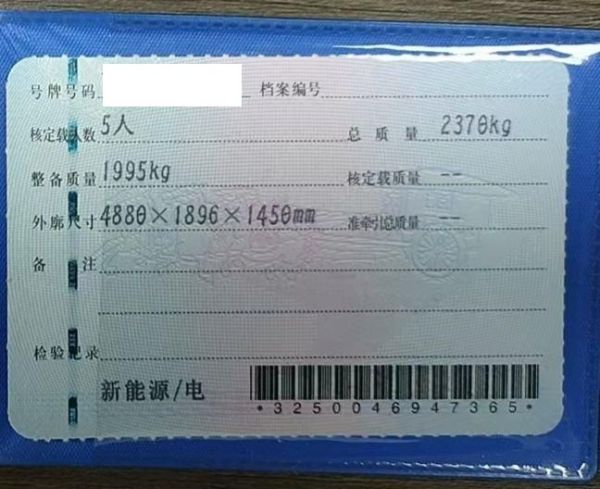 号牌号码 档案编号
核定载人数 5人 总质量 2370kg
整备质量 1995kg 核定载质量 --
外廓尺寸 4880×1896×1450mm 准牵引总质量 --
备注
检验记录
新能源/电
*3250046947365*